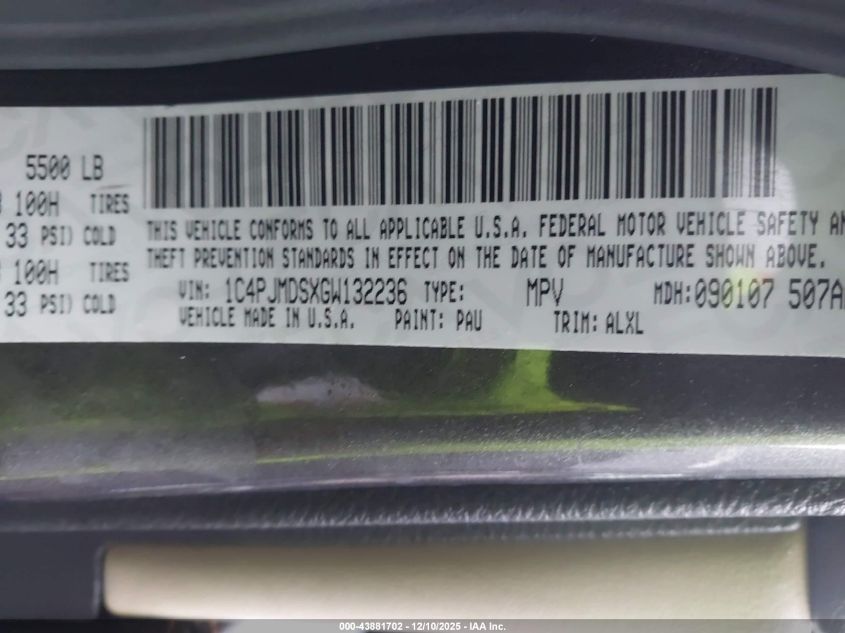 5500 LB
100H TIRES
33 PSI) COLD
100H TIRES
33 PSI) COLD
THIS VEHICLE CONFORMS TO ALL APPLICABLE U.S.A. FEDERAL MOTOR VEHICLE SAFETY AN
THEFT PREVENTION STANDARDS IN EFFECT ON THE DATE OF MANUFACTURE SHOWN ABOVE.
VIN: 1C4PJMDSXGW132236 TYPE: MPV MDH:090107 507A
VEHICLE MADE IN U.S.A. PAINT: PAU TRIM: ALXL
000-43881702 - 12/10/2025 - IAA Inc.